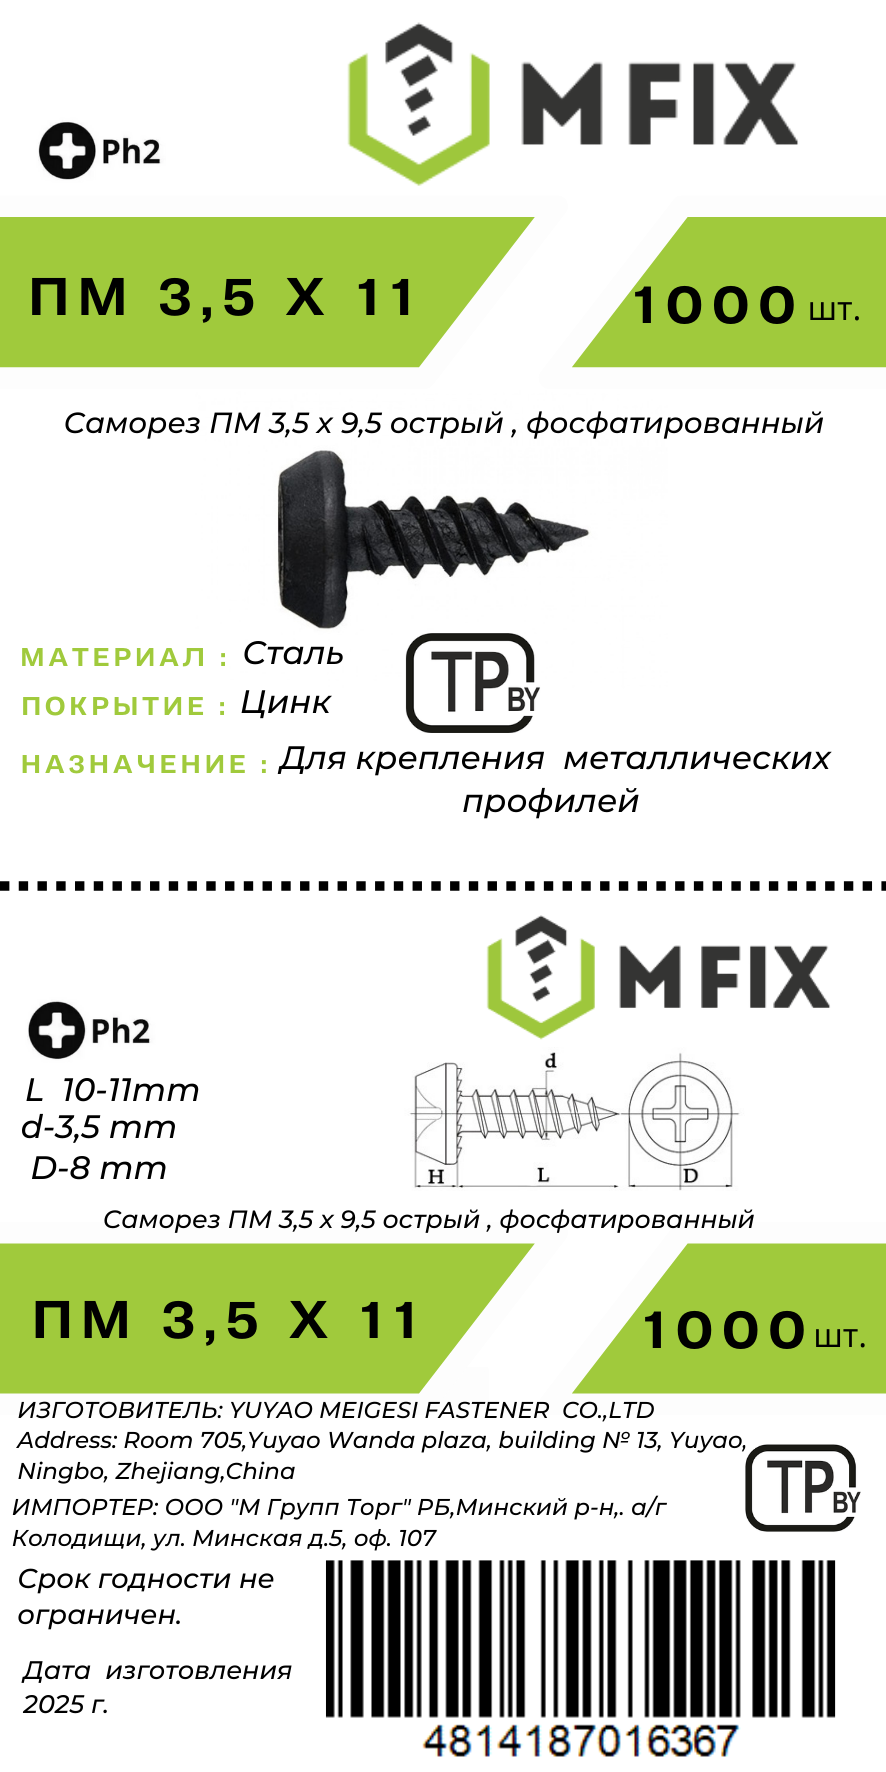 MFIX
Ph2
ПМ 3,5 X 11
1000 шт.
Саморез ПМ 3,5 х 9,5 острый , фосфатированный
МАТЕРИАЛ : Сталь
ПОКРЫТИЕ : Цинк
TP BY
НАЗНАЧЕНИЕ : Для крепления металлических
профилей
MFIX
Ph2
L 10-11mm
d-3,5 mm
D-8 mm
d
H
L
D
Саморез ПМ 3,5 х 9,5 острый , фосфатированный
ПМ 3,5 X 11
1000 шт.
ИЗГОТОВИТЕЛЬ: YUYAO MEIGESI FASTENER CO.,LTD
Address: Room 705,Yuyao Wanda plaza, building № 13, Yuyao,
Ningbo, Zhejiang,China
TP BY
ИМПОРТЕР: ООО "М Групп Торг" РБ,Минский р-н,. а/г
Колодищи, ул. Минская д.5, оф. 107
Срок годности не
ограничен.
Дата изготовления
2025 г.
4814187016367